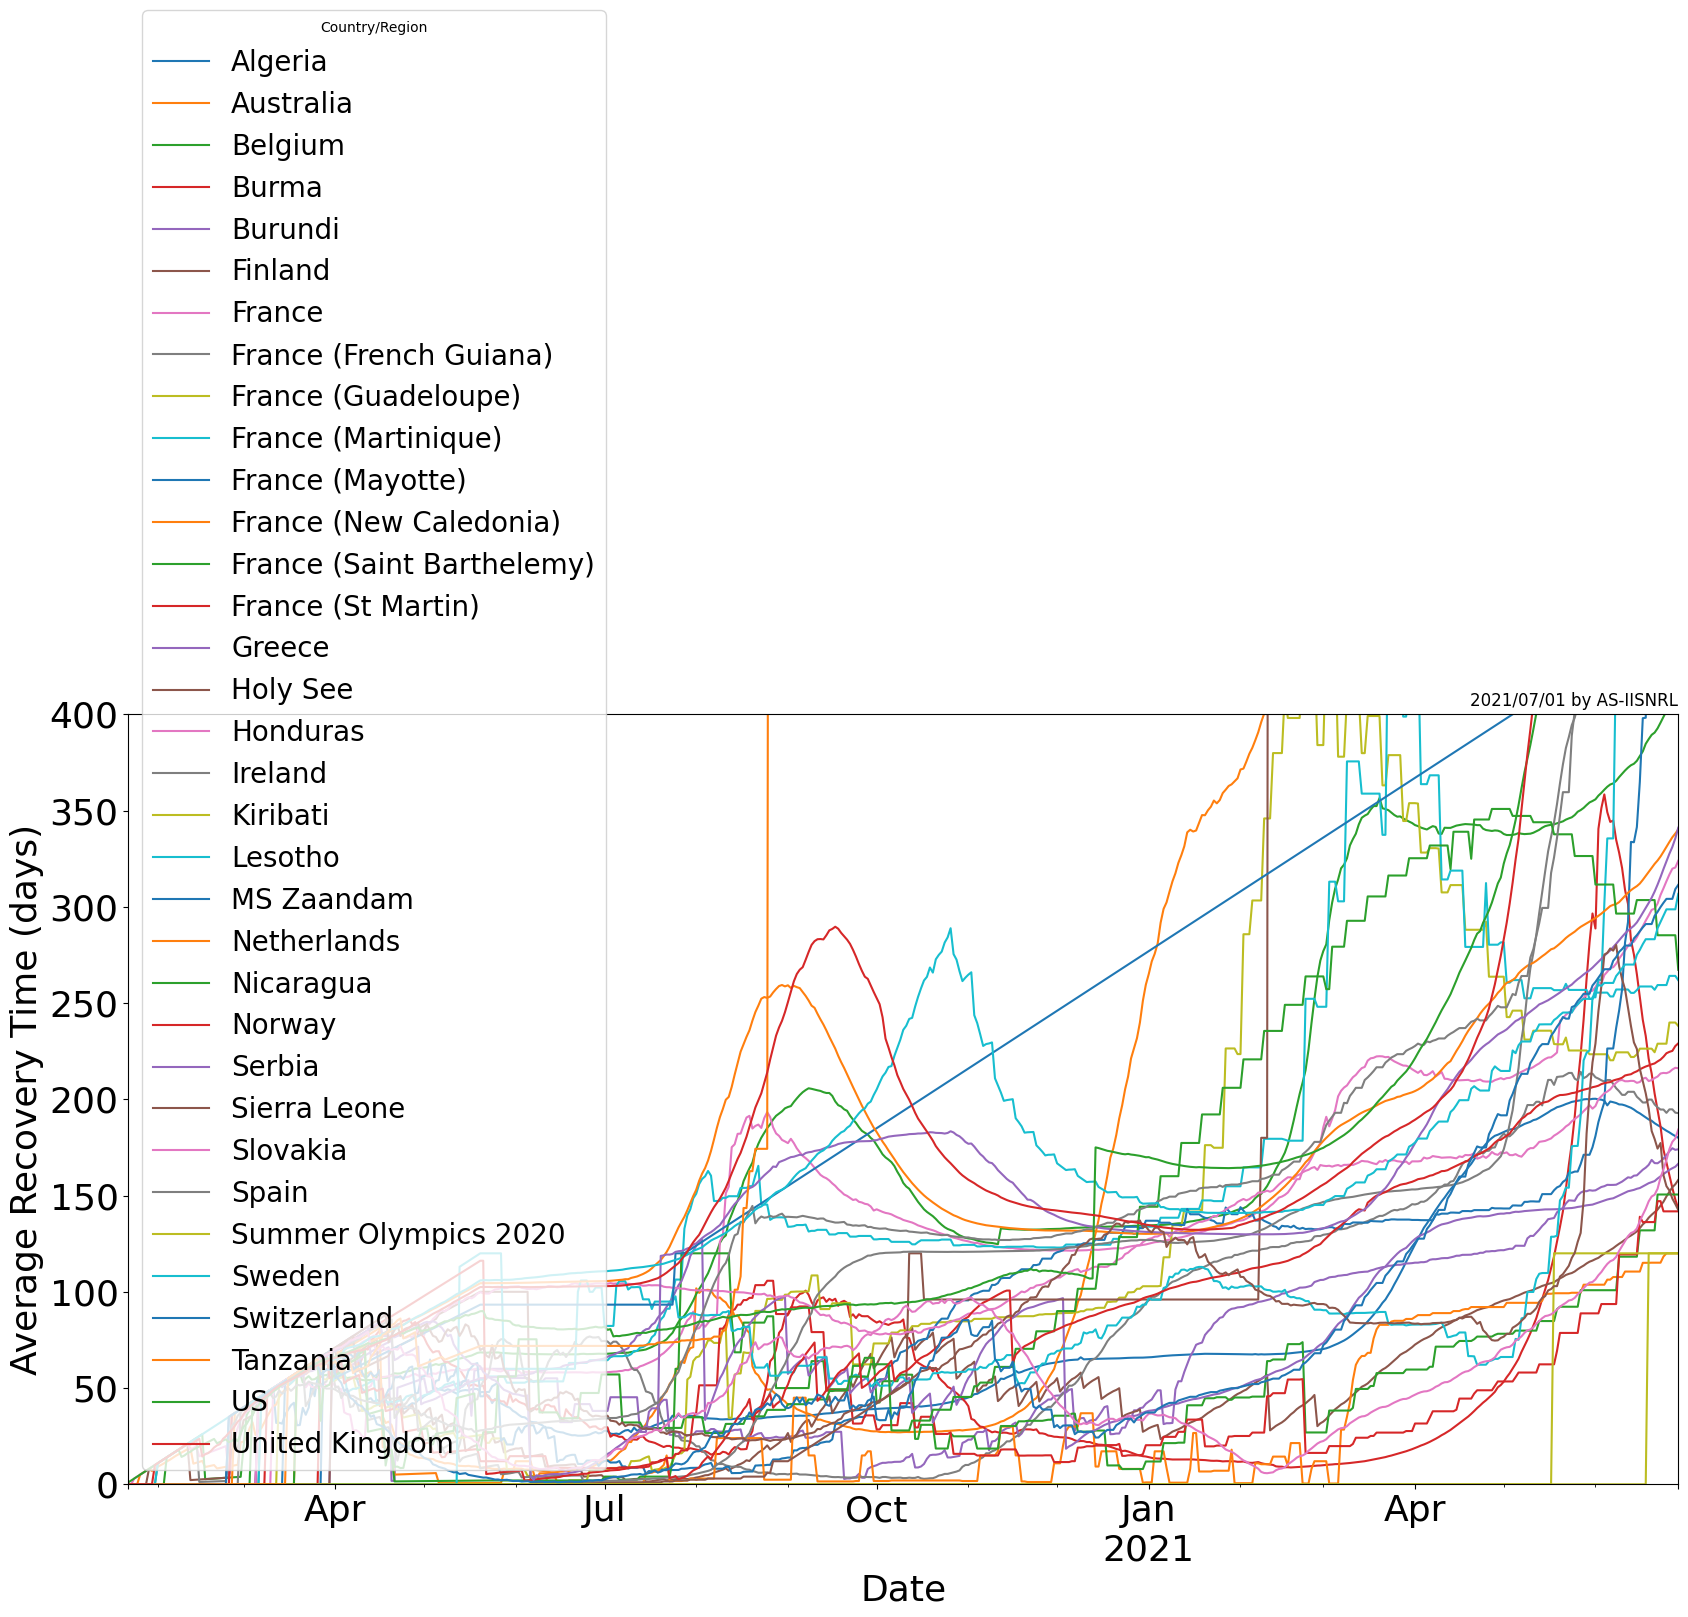 Country/Region
Algeria
Australia
Belgium
Burma
Burundi
Finland
France
France (French Guiana)
France (Guadeloupe)
France (Martinique)
France (Mayotte)
France (New Caledonia)
France (Saint Barthelemy)
France (St Martin)
Greece
Holy See
Honduras
Ireland
Kiribati
Lesotho
MS Zaandam
Netherlands
Nicaragua
Norway
Serbia
Sierra Leone
Slovakia
Spain
Summer Olympics 2020
Sweden
Switzerland
Tanzania
US
United Kingdom
2021/07/01 by AS-IISNRL
Average Recovery Time (days)
400
350
300
250
200
150
100
50
0
Apr
Jul
Oct
Jan
2021
Apr
Date